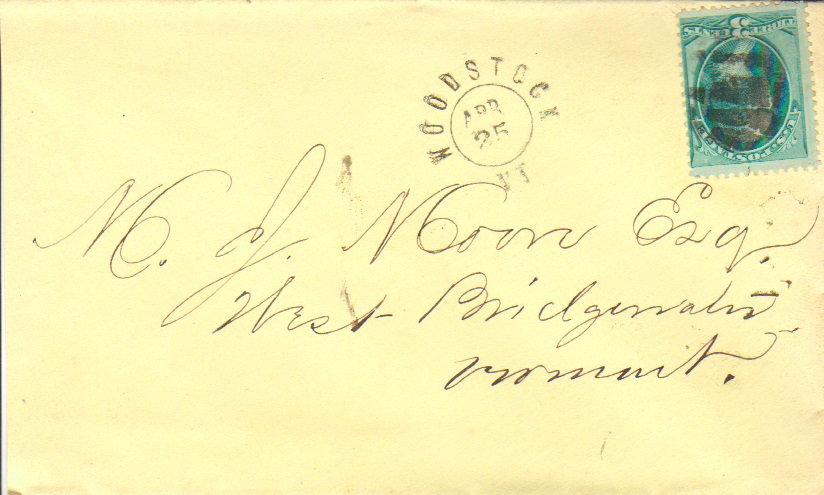 WOODSTOCK
APR
25
VT
M. J. Moore Esq.
West Bridgewater
Vermont.